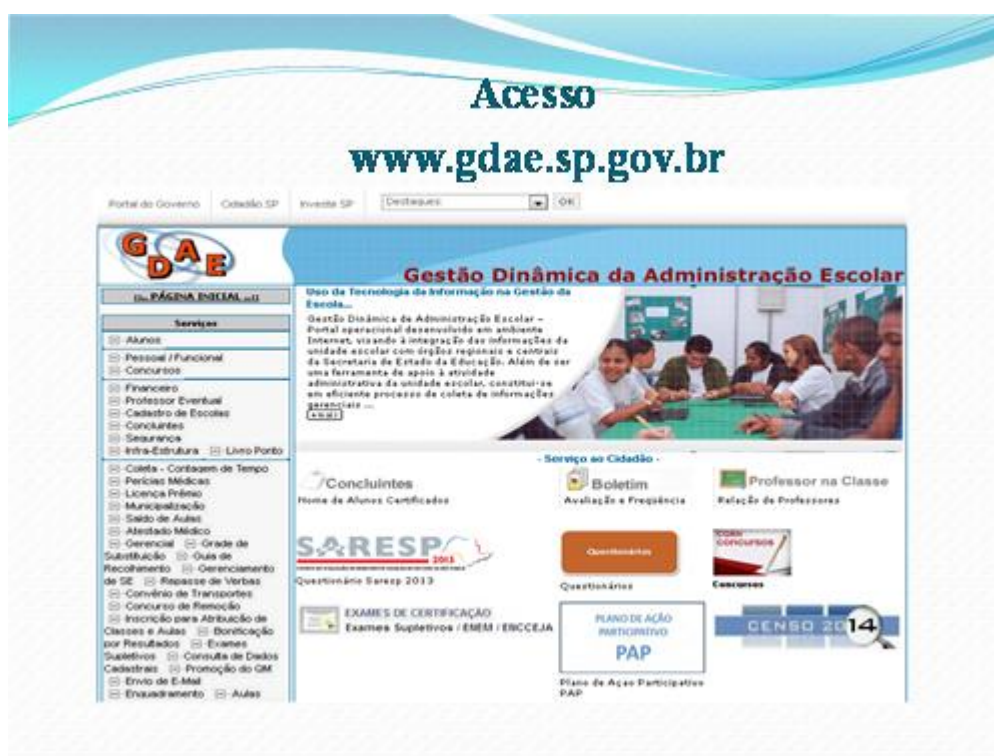 Acesso
www.gdae.sp.gov.br
Portal do Governo
Cidadão SP
Investe SP
Destaques
OK
GDAE
Gestão Dinâmica da Administração Escolar
::.. PÁGINA INICIAL ..::
Serviços
Alunos
Pessoal / Funcional
Concursos
Financeiro
Professor Eventual
Cadastro de Escolas
Concluintes
Segurança
Infra-Estrutura Livro Ponto
Coleta - Contagem de Tempo
Perícias Médicas
Licença Prêmio
Municipalização
Saldo de Aulas
Atestado Médico
Gerencial Grade de
Substituição Guia de
Recolhimento Gerenciamento
de SE Repasse de Verbas
Convênio de Transportes
Concurso de Remoção
Inscrição para Atribuição de
Classes e Aulas Bonificação
por Resultados Exames
Supletivos Consulta de Dados
Cadastrais Promoção do QM
Envio de E-Mail
Enquadramento Aulas
Uso da Tecnologia da Informação na Gestão da
Escola...
Gestão Dinâmica de Administração Escolar –
Portal operacional desenvolvido em ambiente
Internet, visando à integração das informações da
unidade escolar com órgãos regionais e centrais
da Secretaria de Estado da Educação. Além de ser
uma ferramenta de apoio à atividade
administrativa da unidade escolar, constitui-se
em eficiente processo de coleta de informações
gerenciais ...
- Serviço ao Cidadão -
Concluintes
Nome de Alunos Certificados
Boletim
Avaliação e Freqüência
Professor na Classe
Relação de Professores
SARESP
2013
Questionário Saresp 2013
Questionários
Questionários
CONCURSOS
Concursos
EXAMES DE CERTIFICAÇÃO
Exames Supletivos / ENEM / ENCCEJA
PLANO DE AÇÃO
PARTICIPATIVO
PAP
Plano de Açao Participativo
PAP
CENSO 2014